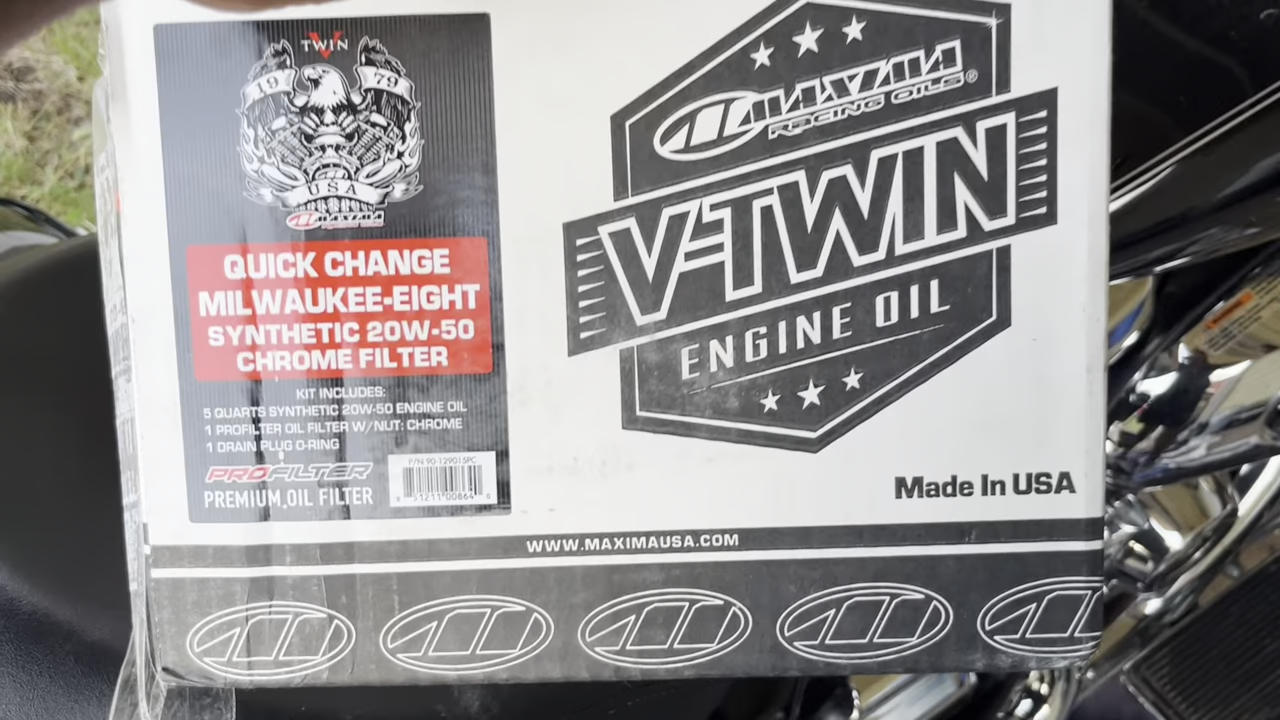 V
TWIN
19 79
USA
MAXIMA
QUICK CHANGE
MILWAUKEE-EIGHT
SYNTHETIC 20W-50
CHROME FILTER
KIT INCLUDES:
5 QUARTS SYNTHETIC 20W-50 ENGINE OIL
1 PROFILTER OIL FILTER W/NUT: CHROME
1 DRAIN PLUG O-RING
PROFILTER
PREMIUM OIL FILTER
P/N 90-129015PC
51211 00864
MAXIMA
RACING OILS®
V-TWIN
ENGINE OIL
Made In USA
WWW.MAXIMAUSA.COM